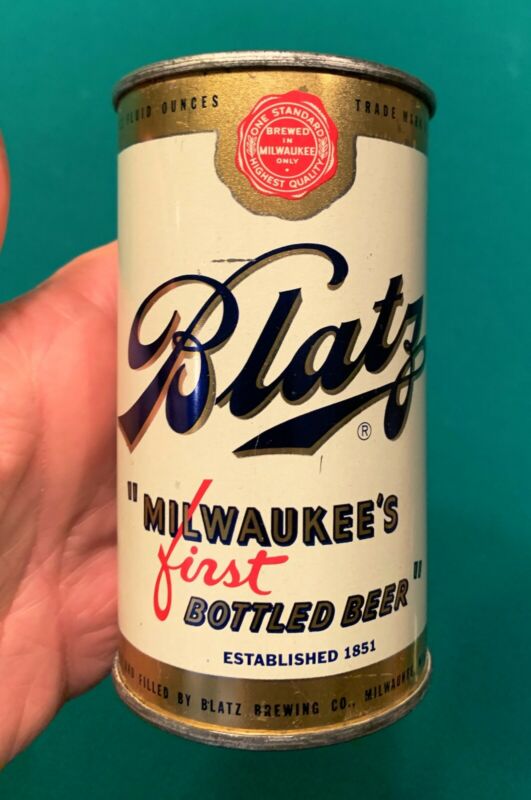 FLUID OUNCES
TRADE MARK
ONE STANDARD
BREWED
IN
MILWAUKEE
ONLY
HIGHEST QUALITY
Blatz
®
"MILWAUKEE'S
first
BOTTLED BEER"
ESTABLISHED 1851
AND FILLED BY BLATZ BREWING CO., MILWAUKEE